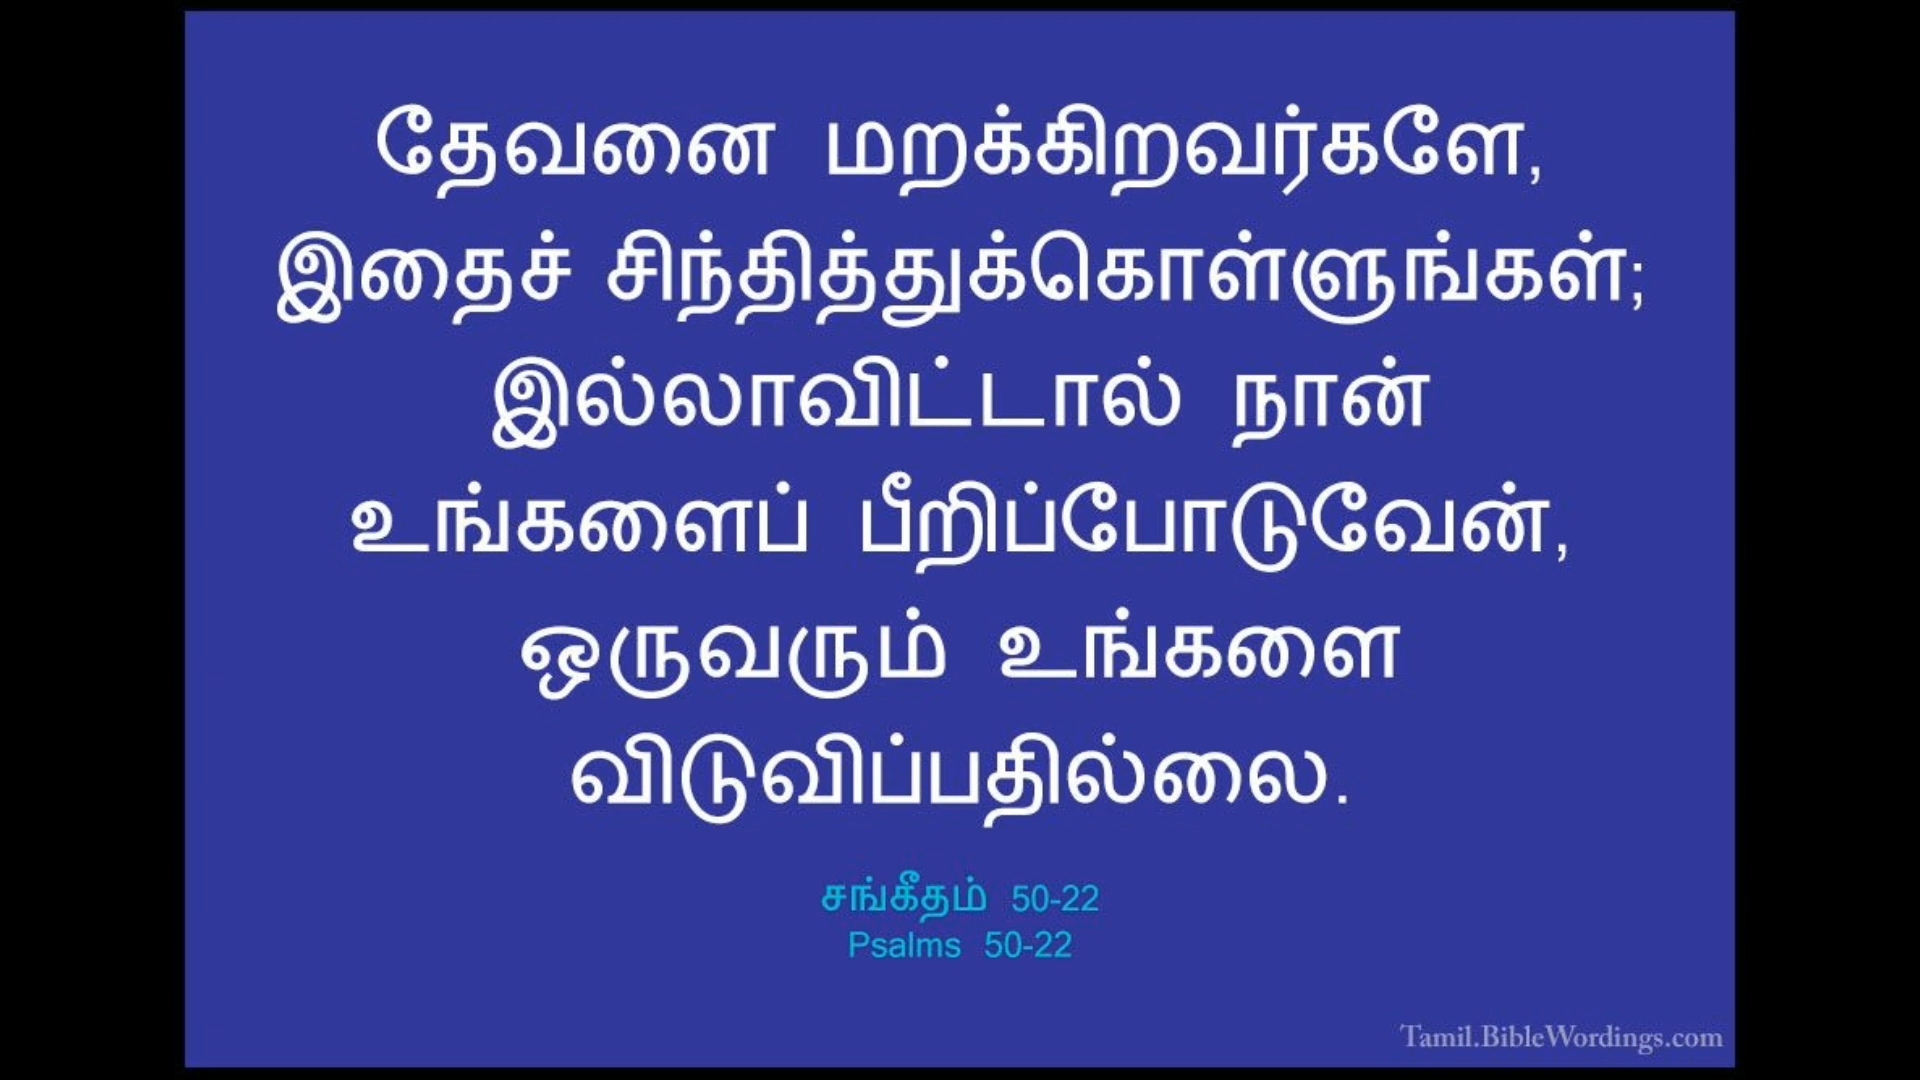 தேவனை மறக்கிறவர்களே,
இதைச் சிந்தித்துக்கொள்ளுங்கள்;
இல்லாவிட்டால் நான்
உங்களைப் பீறிப்போடுவேன்,
ஒருவரும் உங்களை
விடுவிப்பதில்லை.
சங்கீதம் 50-22
Psalms 50-22
Tamil.BibleWordings.com